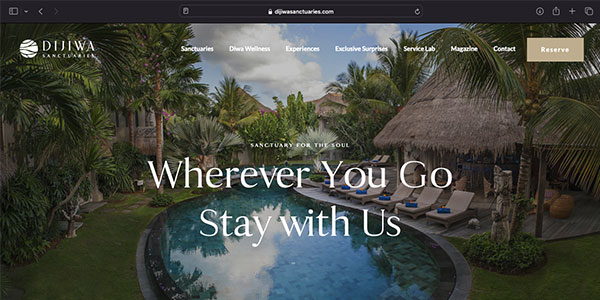 dijiwasanctuaries.com
DIJIWA
SANCTUARIES
Sanctuaries Diwa Wellness Experiences Exclusive Surprises Service Lab Magazine Contact Reserve
SANCTUARY FOR THE SOUL
Wherever You Go
Stay with Us